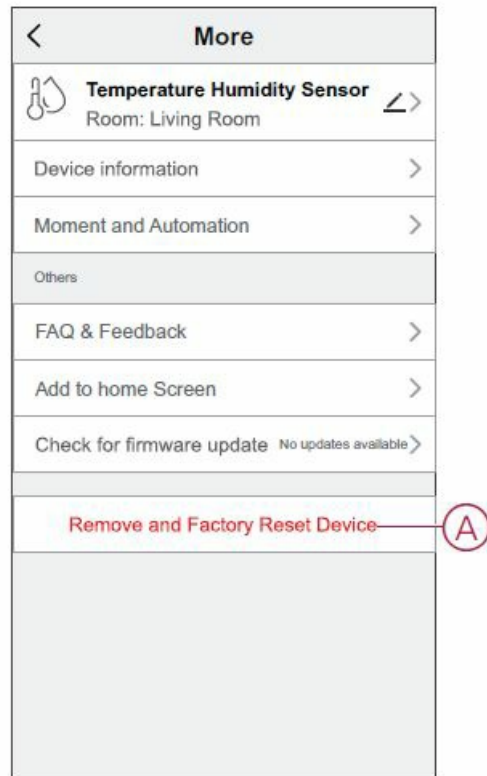 More
Temperature Humidity Sensor
Room: Living Room
Device information
Moment and Automation
Others
FAQ & Feedback
Add to home Screen
Check for firmware update No updates available
Remove and Factory Reset Device
A